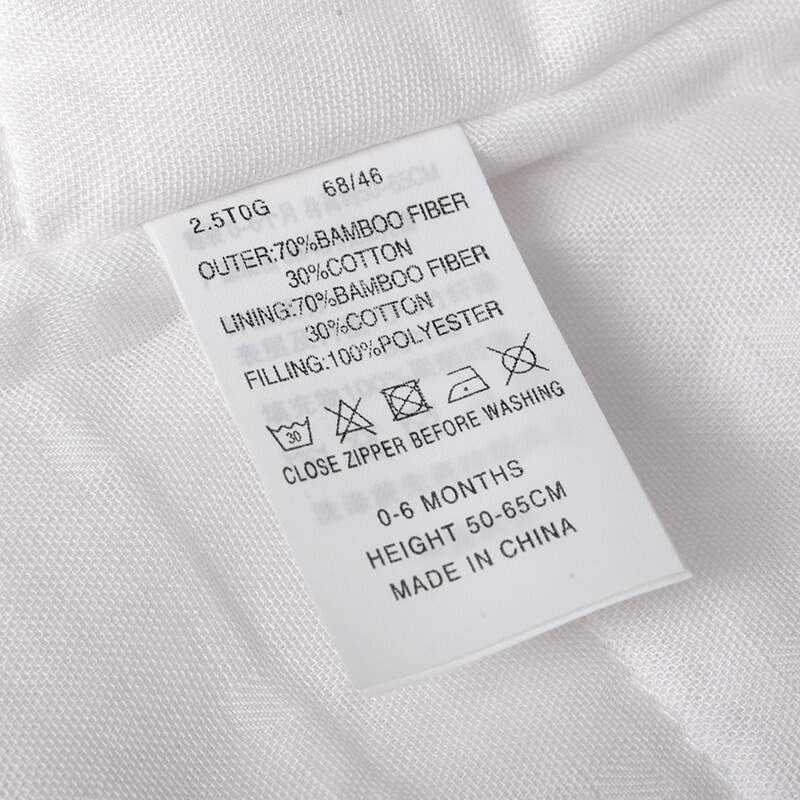 2.5T0G 68/46
OUTER:70%BAMBOO FIBER
30%COTTON
LINING:70%BAMBOO FIBER
30%COTTON
FILLING:100%POLYESTER
30
CLOSE ZIPPER BEFORE WASHING
0-6 MONTHS
HEIGHT 50-65CM
MADE IN CHINA